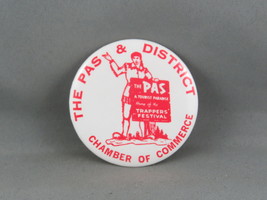 THE PAS & DISTRICT
THE PAS
A TOURIST PARADISE
Home of the
TRAPPERS'
FESTIVAL
CHAMBER OF COMMERCE